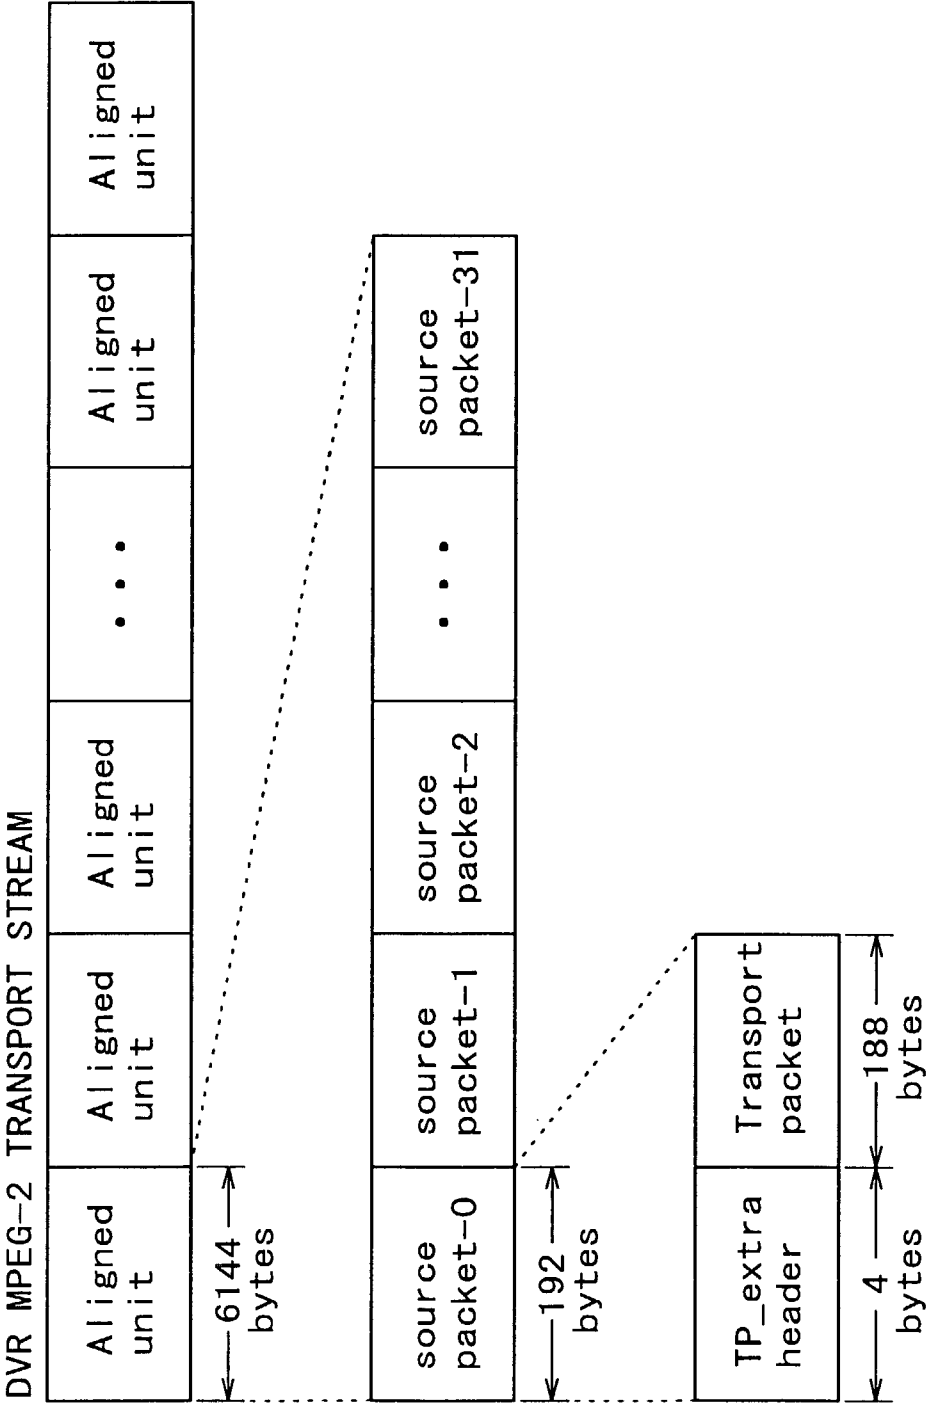 DVR MPEG-2 TRANSPORT STREAM
Aligned
unit
Aligned
unit
Aligned
unit
Aligned
unit
Aligned
unit
6144
bytes
source
packet-0
source
packet-1
source
packet-2
source
packet-31
192
bytes
TP_extra
header
Transport
packet
4
bytes
188
bytes